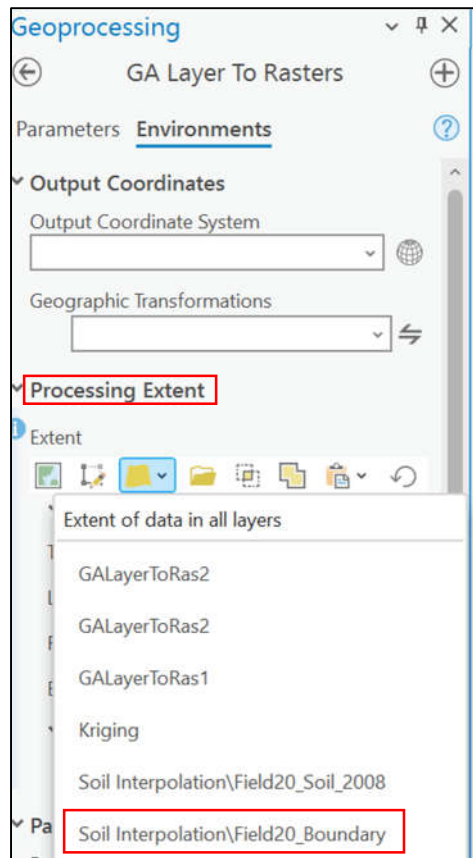 Geoprocessing
GA Layer To Rasters
Parameters Environments
Output Coordinates
Output Coordinate System
Geographic Transformations
Processing Extent
Extent
Extent of data in all layers
GALayerToRas2
GALayerToRas2
GALayerToRas1
Kriging
Soil Interpolation\Field20_Soil_2008
Pa
Soil Interpolation\Field20_Boundary